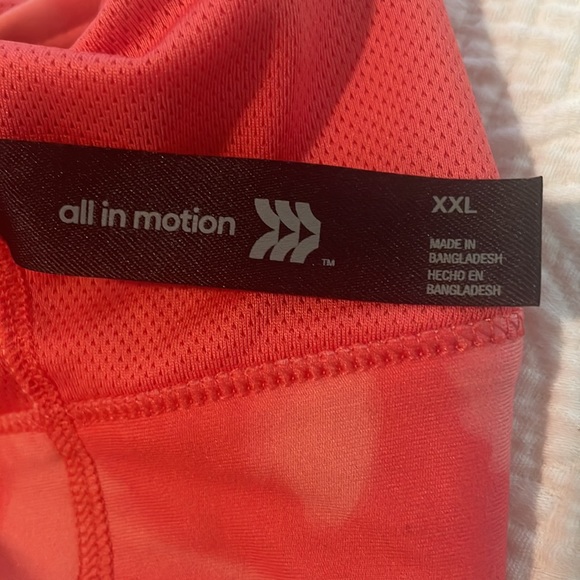 all in motion
TM
XXL
MADE IN
BANGLADESH
HECHO EN
BANGLADESH